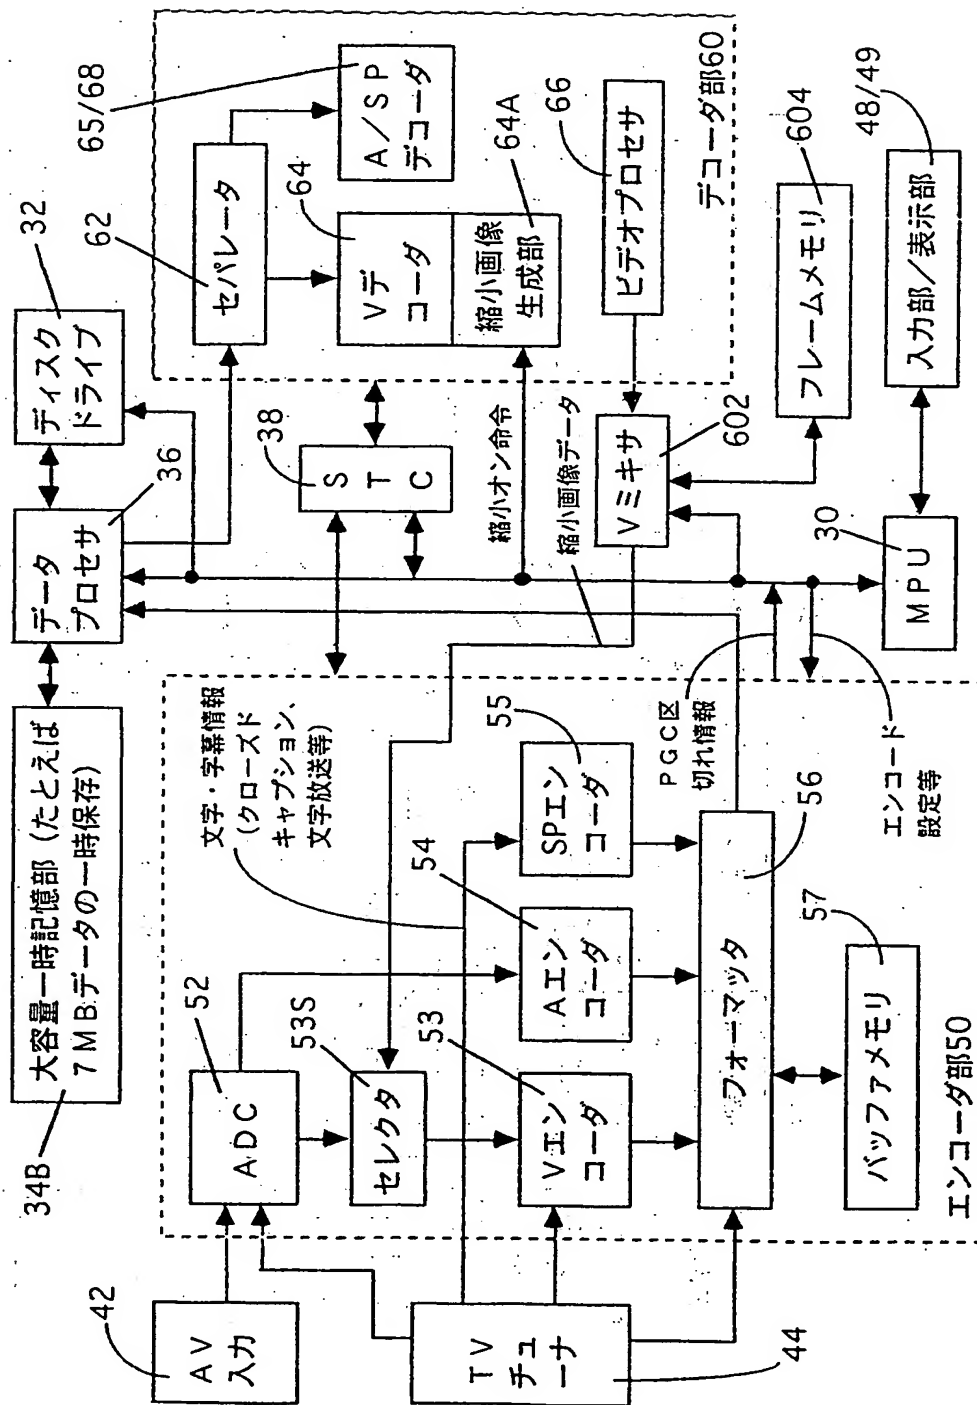 34B
大容量一時記憶部(たとえば
7MBデータの一時保存)
データ
プロセサ
36
ディスク
ドライブ
32
62
セパレータ
65/68
A/SP
デコーダ
64
Vデ
コーダ
縮小画像
生成部
64A
66
ビデオプロセサ
デコーダ部60
38
STC
縮小オン命令
縮小画像データ
Vミキサ
602
フレームメモリ
604
30
MPU
入力部/表示部
48/49
42
AV
入力
TV
チュ
ーナ
44
52
ADC
53S
セレクタ
文字・字幕情報
(クローズド
キャプション、
文字放送等)
53
Vエン
コーダ
54
Aエン
コーダ
55
SPエン
コーダ
PGC区
切れ情報
エンコード
設定等
フォーマッタ
56
バッファメモリ
57
エンコーダ部50